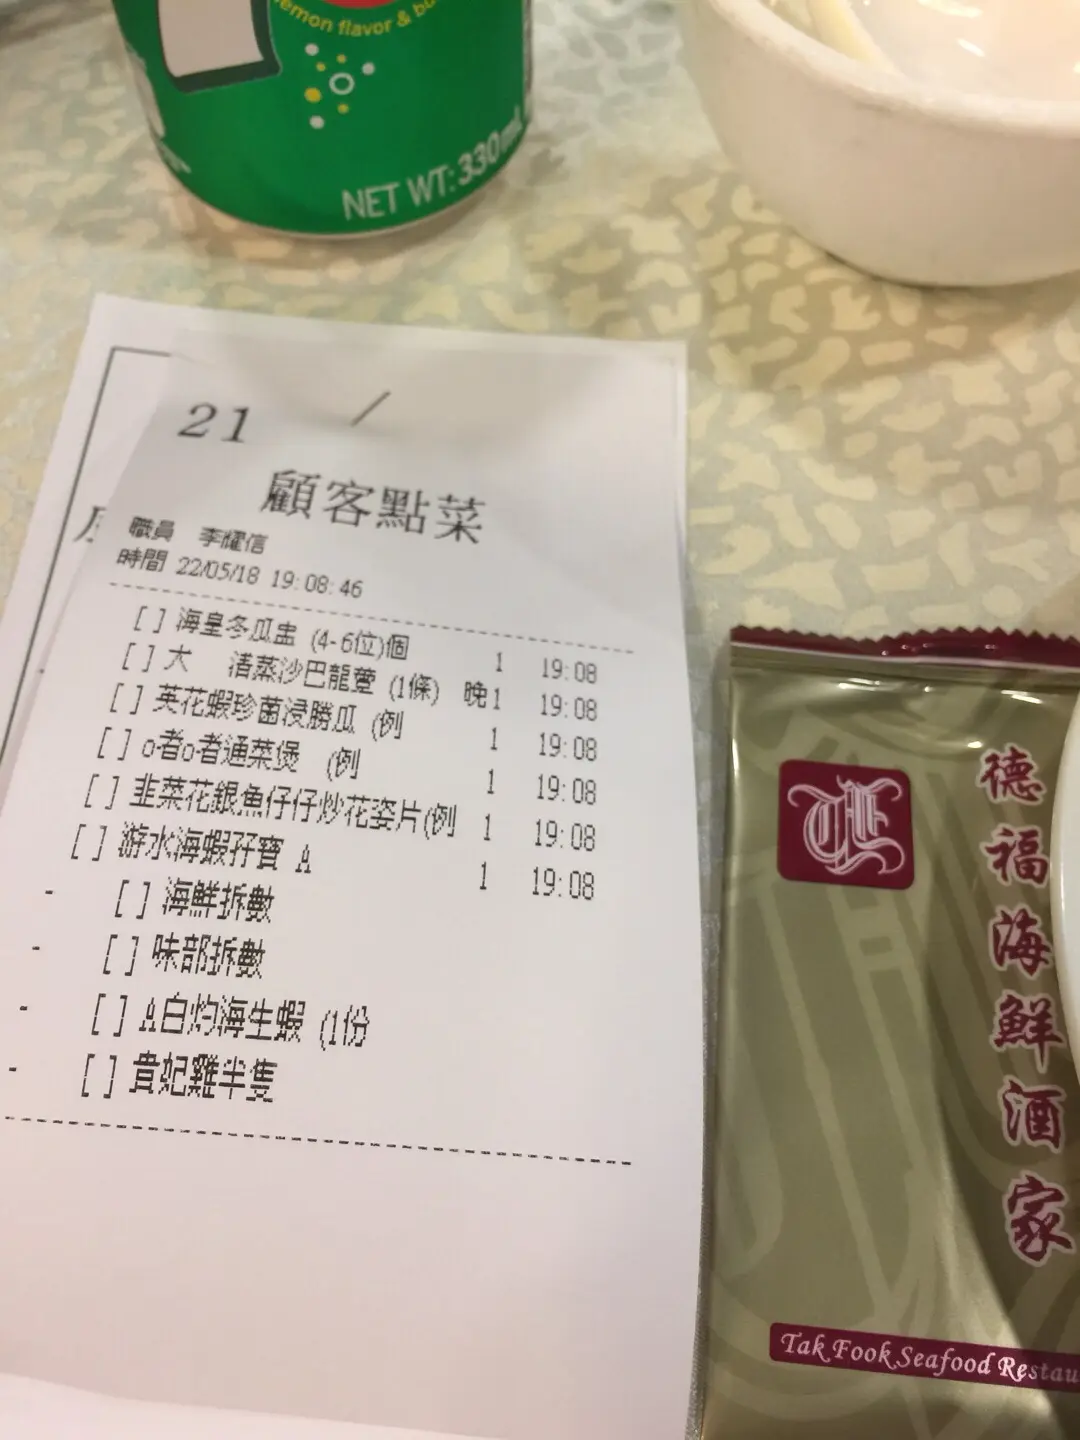 lemon flavor & b
NET WT: 330mL
21 /
顧客點菜
職員 李耀信
時間 22/05/18 19:08:46
[ ] 海皇冬瓜盅 (4-6位)個 1 19:08
[ ] 大 清蒸沙巴龍躉 (1條) 晚1 19:08
[ ] 英花蝦珍菌浸勝瓜 (例 1 19:08
[ ] o者o者通菜煲 (例 1 19:08
[ ] 韭菜花銀魚仔仔炒花姿片(例 1 19:08
[ ] 游水海蝦孖寶 A 1 19:08
- [ ] 海鮮拆數
- [ ] 味部拆數
- [ ] A白灼海生蝦 (1份
- [ ] 貴妃雞半隻
德福海鮮酒家
Tak Fook Seafood Restau